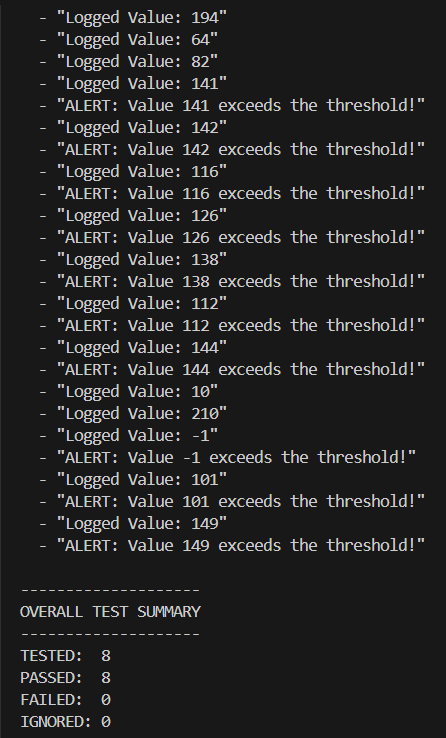 - "Logged Value: 194"
- "Logged Value: 64"
- "Logged Value: 82"
- "Logged Value: 141"
- "ALERT: Value 141 exceeds the threshold!"
- "Logged Value: 142"
- "ALERT: Value 142 exceeds the threshold!"
- "Logged Value: 116"
- "ALERT: Value 116 exceeds the threshold!"
- "Logged Value: 126"
- "ALERT: Value 126 exceeds the threshold!"
- "Logged Value: 138"
- "ALERT: Value 138 exceeds the threshold!"
- "Logged Value: 112"
- "ALERT: Value 112 exceeds the threshold!"
- "Logged Value: 144"
- "ALERT: Value 144 exceeds the threshold!"
- "Logged Value: 10"
- "Logged Value: 210"
- "Logged Value: -1"
- "ALERT: Value -1 exceeds the threshold!"
- "Logged Value: 101"
- "ALERT: Value 101 exceeds the threshold!"
- "Logged Value: 149"
- "ALERT: Value 149 exceeds the threshold!"
--------------------
OVERALL TEST SUMMARY
--------------------
TESTED:  8
PASSED:  8
FAILED:  0
IGNORED: 0